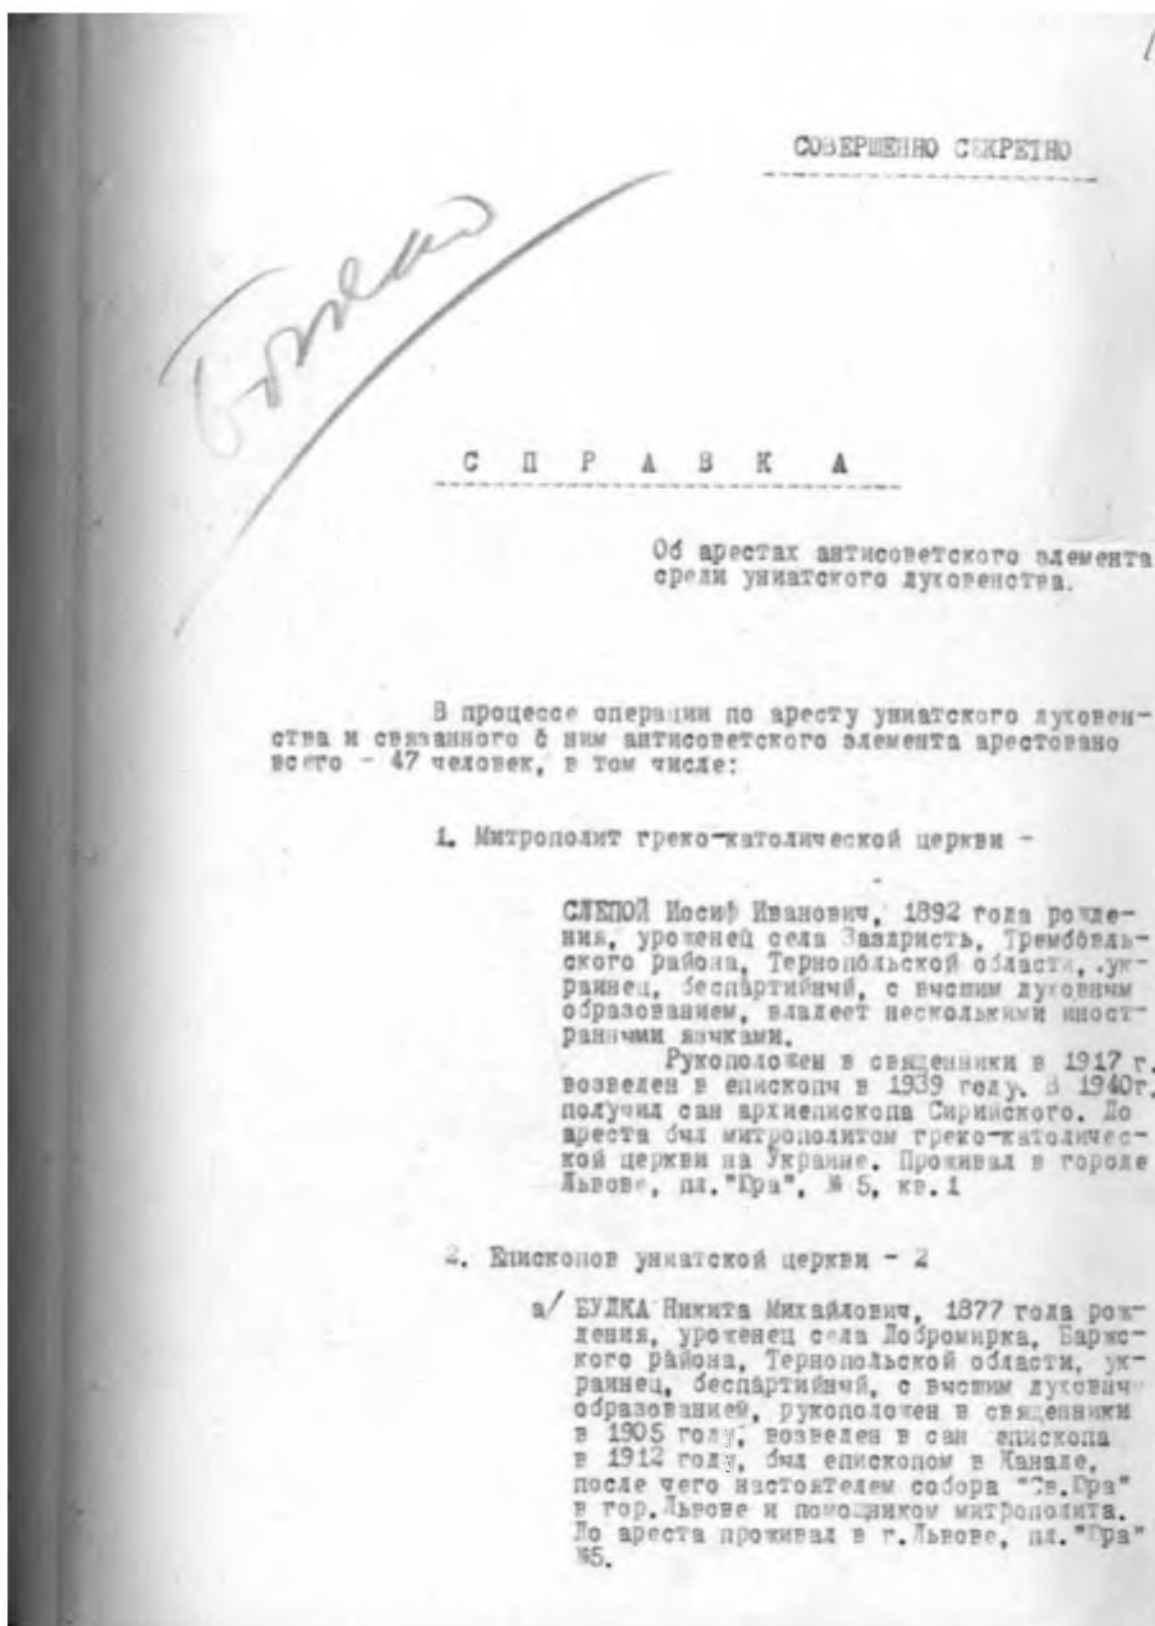 СОВЕРШЕННО СЕКРЕТНО
С П Р А В К А
Об арестах антисоветского элемента
среди униатского духовенства.
В процессе операции по аресту униатского духовен-
ства и связанного с ним антисоветского элемента арестовано
всего - 47 человек, в том числе:
1. Митрополит греко-католической церкви -
СЛЕПОЙ Иосиф Иванович, 1892 года рожде-
ния, уроженец села Заздристь, Трембовль-
ского района, Тернопольской области, ук-
раинец, беспартийный, с высшим духовным
образованием, владеет несколькими иност-
ранными языками.
Рукоположен в священники в 1917 г.
возведен в епископы в 1939 году. В 1940г.
получил сан архиепископа Сирийского. До
ареста был митрополитом греко-католичес-
кой церкви на Украине. Проживал в городе
Львове, пл."Юра", № 5, кв.1
2. Епископов униатской церкви - 2
а/ БУДКА Никита Михайлович, 1877 года рож-
дения, уроженец села Добромирка,
кого района, Тернопольской области, ук-
раинец, беспартийный, с высшим духовны
образованием, рукоположен в священники
в 1905 году, возведен в сан епископа
в 1912 году, был епископом в Канаде,
после чего настоятелем собора "Св.Юра"
в гор.Львове и помощником митрополита.
До ареста проживал в г.Львове, пл."Юра"
№5.